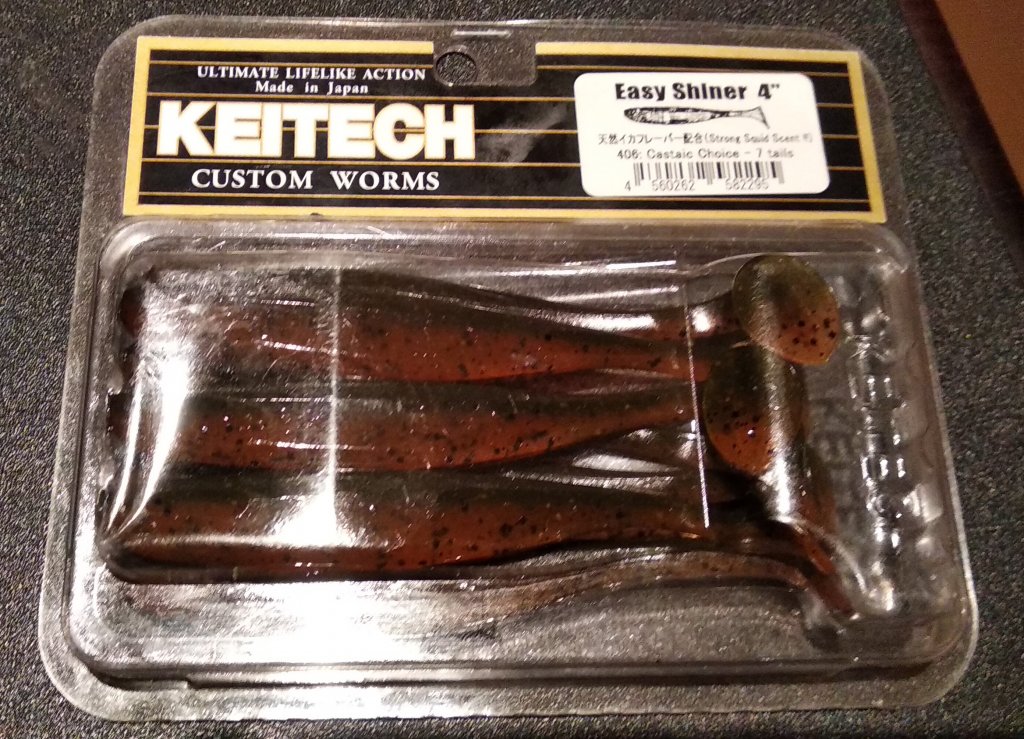 ULTIMATE LIFELIKE ACTION
Made in Japan
KEITECH
CUSTOM WORMS
Easy Shiner 4"
天然イカフレーバー配合(Strong Squid Scent !!)
406: Castaic Choice - 7 tails
4 560262 582295